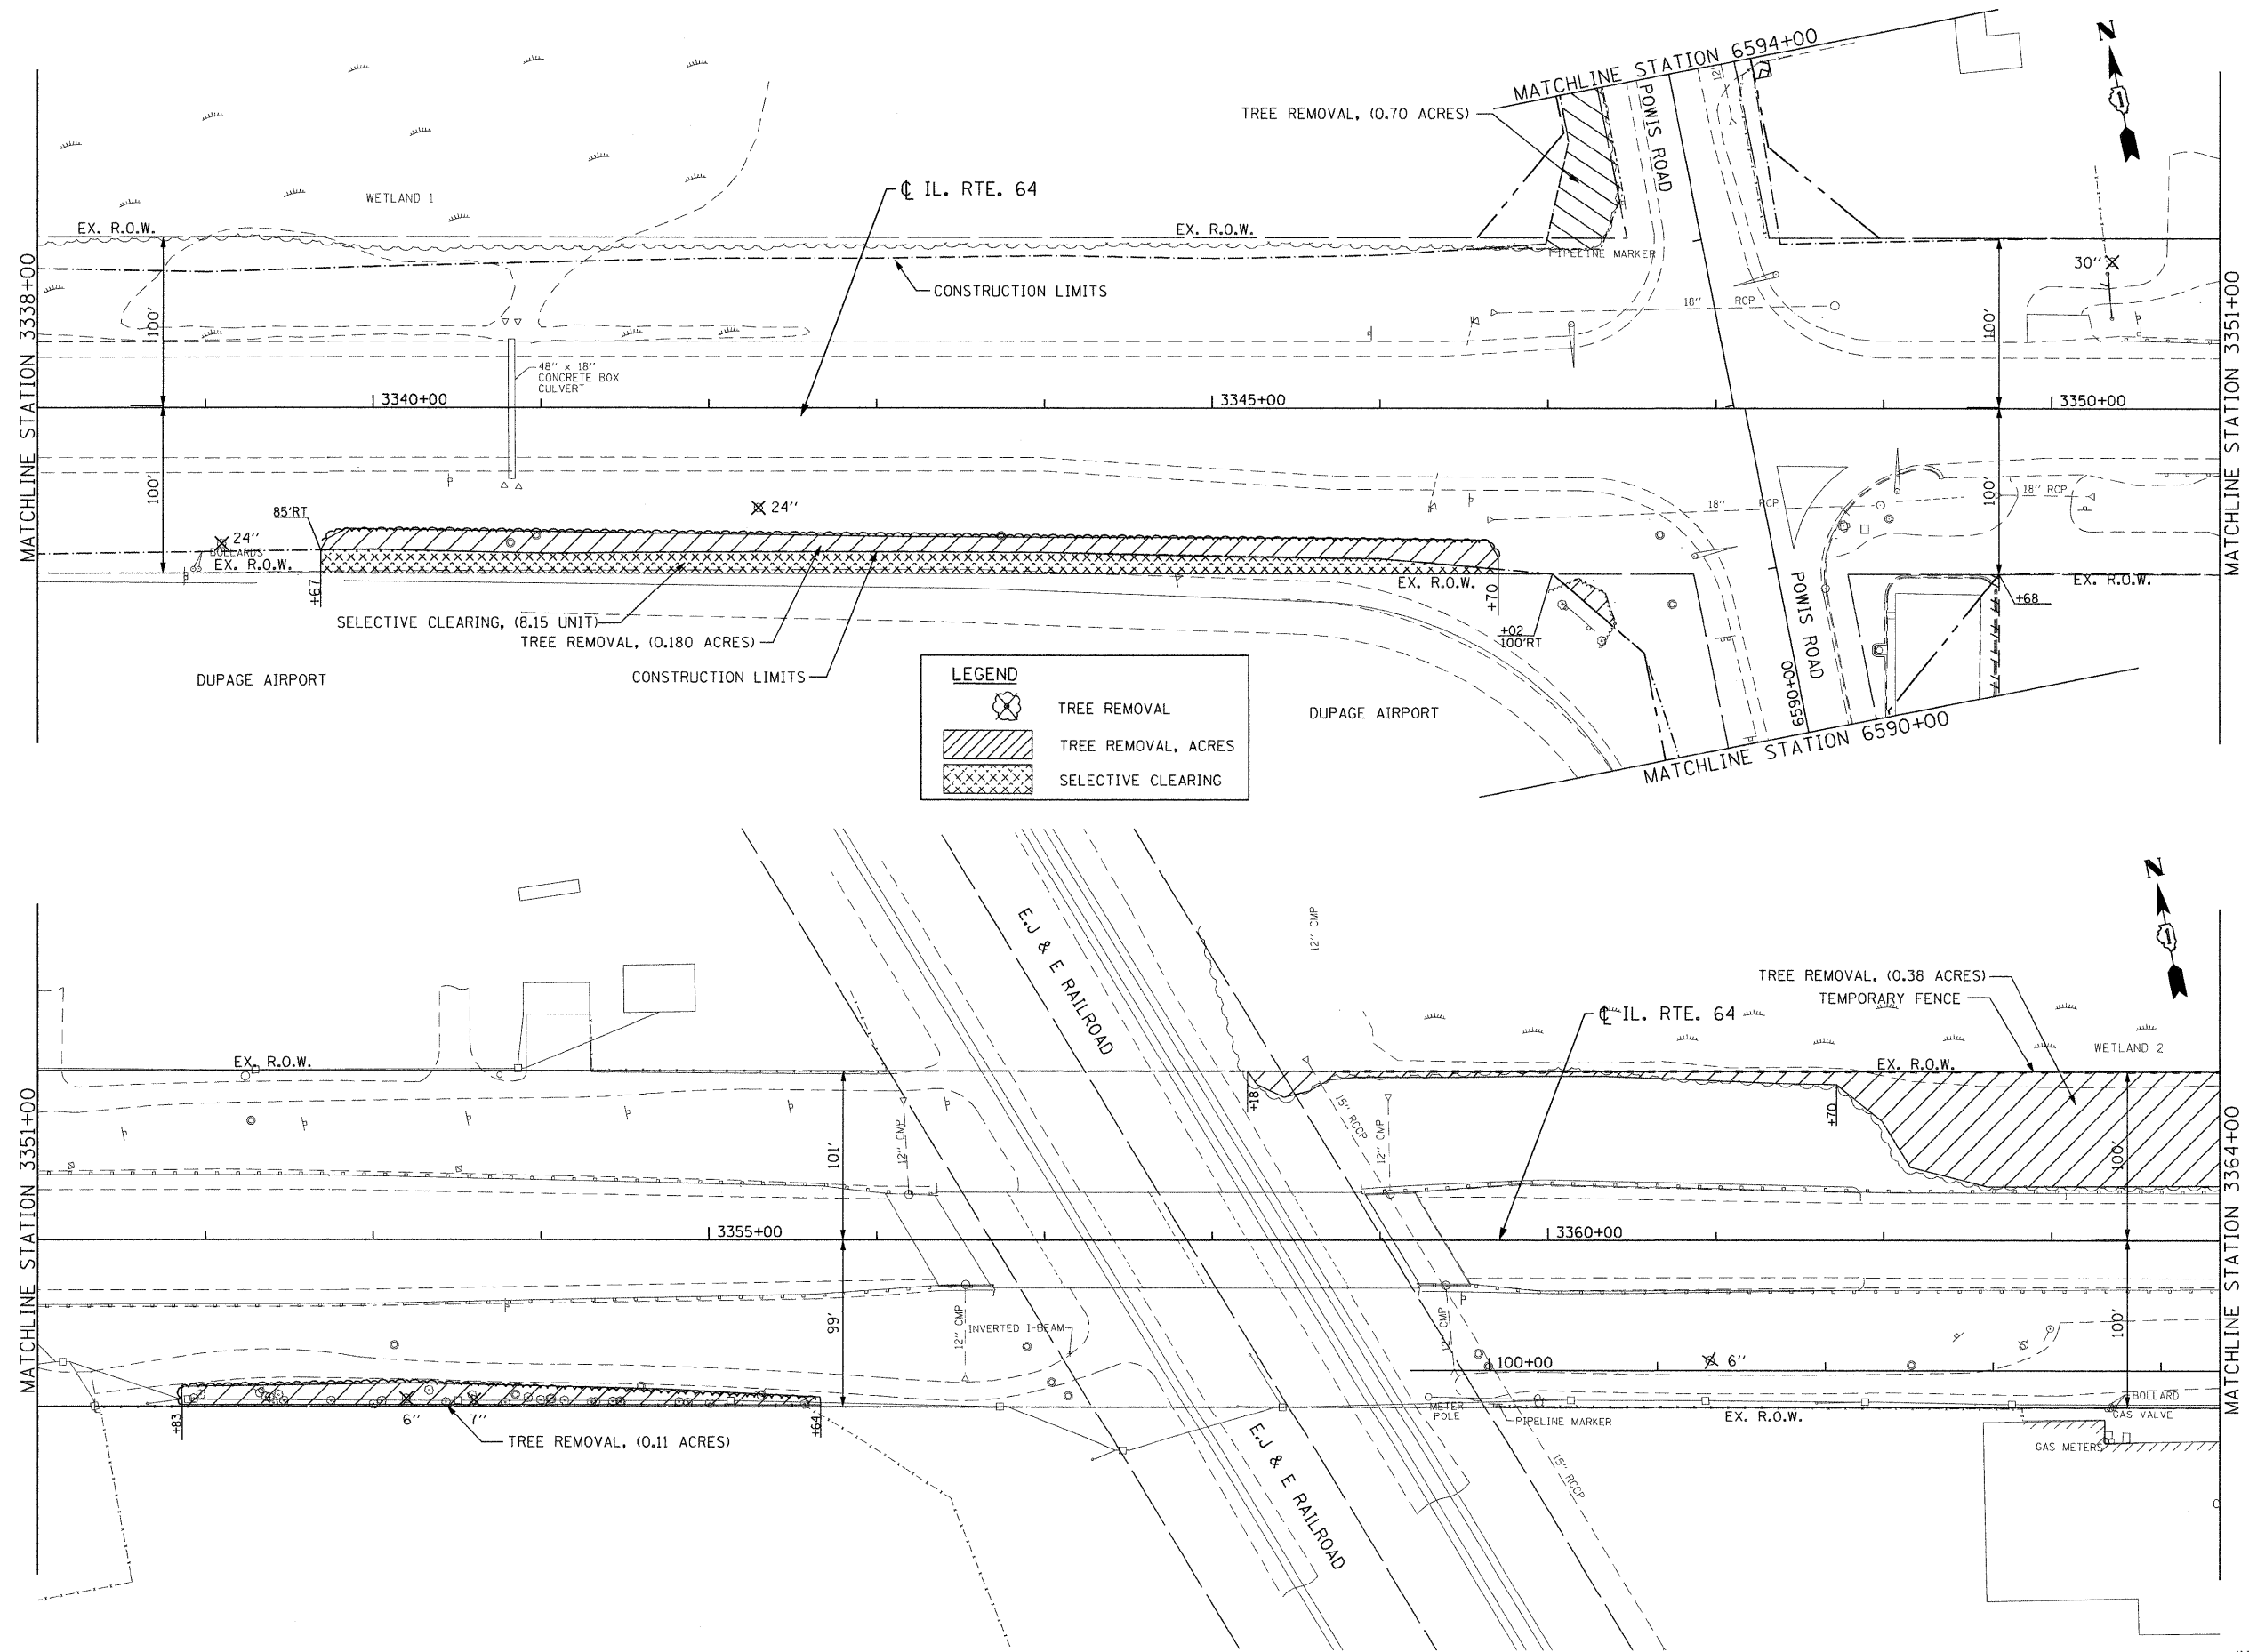 MATCHLINE STATION 6594+00
N
1
TREE REMOVAL, (0.70 ACRES)
POWIS ROAD
12'
℄ IL. RTE. 64
WETLAND 1
EX. R.O.W.
EX. R.O.W.
PIPELINE MARKER
30"
MATCHLINE STATION 3338+00
MATCHLINE STATION 3351+00
CONSTRUCTION LIMITS
100'
18" RCP
100'
48" x 18"
CONCRETE BOX
CULVERT
3340+00
3345+00
3350+00
100'
100'
85'RT
24"
24"
18" RCP
18" RCP
BOLLARDS
EX. R.O.W.
EX. R.O.W.
EX. R.O.W.
+67
+70
+68
SELECTIVE CLEARING, (8.15 UNIT)
TREE REMOVAL, (0.180 ACRES)
+02
100'RT
POWIS ROAD
DUPAGE AIRPORT
CONSTRUCTION LIMITS
6590+00
LEGEND
TREE REMOVAL
TREE REMOVAL, ACRES
SELECTIVE CLEARING
DUPAGE AIRPORT
MATCHLINE STATION 6590+00
N
1
E.J & E RAILROAD
12" CMP
TREE REMOVAL, (0.38 ACRES)
TEMPORARY FENCE
℄ IL. RTE. 64
WETLAND 2
EX. R.O.W.
EX. R.O.W.
MATCHLINE STATION 3351+00
MATCHLINE STATION 3364+00
+18
+70
101'
12" CMP
15" RCCP
12" CMP
100'
3355+00
3360+00
99'
12" CMP
INVERTED I-BEAM
12" CMP
100+00
6"
100'
+83
6"
7"
+64
TREE REMOVAL, (0.11 ACRES)
METER
POLE
PIPELINE MARKER
EX. R.O.W.
BOLLARD
GAS VALVE
GAS METERS
E.J & E RAILROAD
15" RCCP